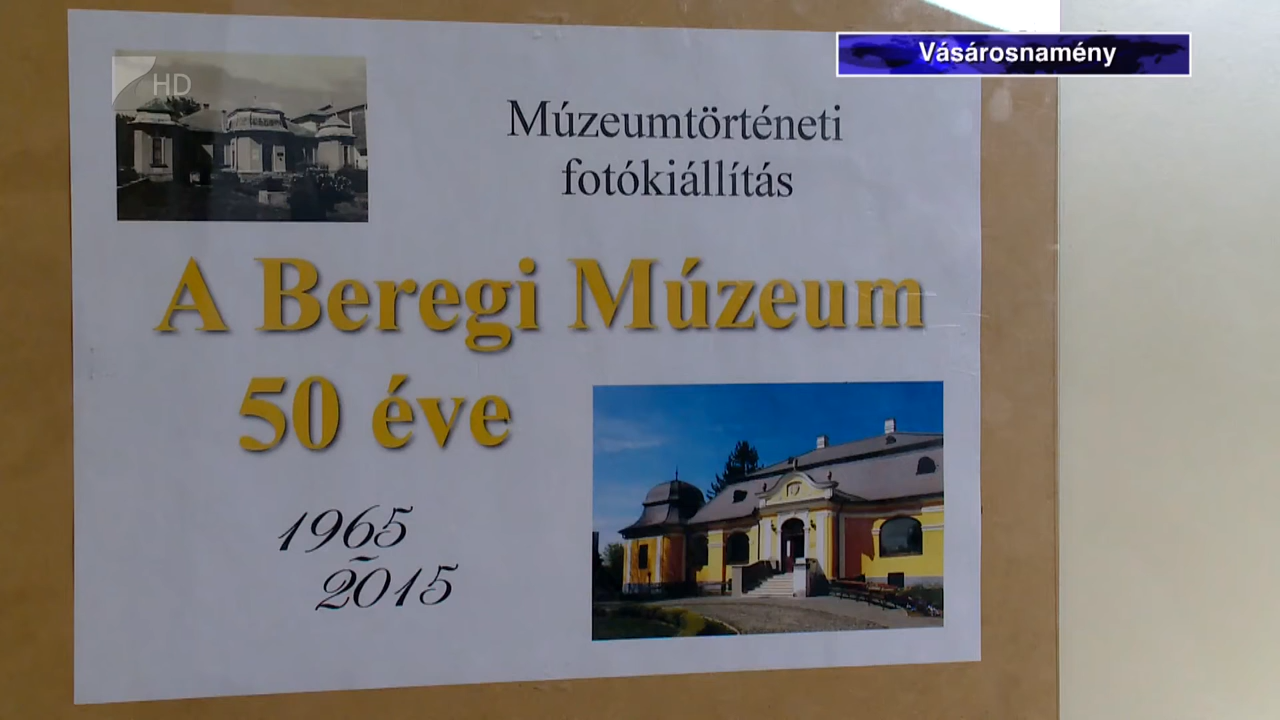 HD
Vásárosnamény
Múzeumtörténeti
fotókiállítás
A Beregi Múzeum
50 éve
1965
-
2015